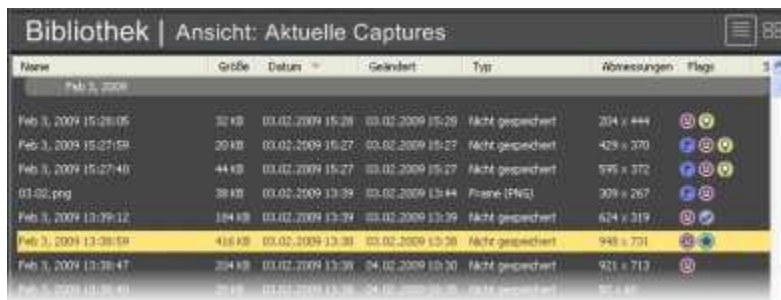 Bibliothek | Ansicht: Aktuelle Captures
Name Größe Datum Geändert Typ Abmessungen Flags S
Feb 3, 2009
Feb 3, 2009 15:28:05 32 KB 03.02.2009 15:28 03.02.2009 15:28 Nicht gespeichert 204 x 444
Feb 3, 2009 15:27:59 20 KB 03.02.2009 15:27 03.02.2009 15:27 Nicht gespeichert 429 x 370
Feb 3, 2009 15:27:40 44 KB 03.02.2009 15:27 03.02.2009 15:27 Nicht gespeichert 595 x 372
03.02.png 38 KB 03.02.2009 13:39 03.02.2009 13:44 Frame (PNG) 309 x 267
Feb 3, 2009 13:39:12 184 KB 03.02.2009 13:39 03.02.2009 13:39 Nicht gespeichert 624 x 319
Feb 3, 2009 13:38:59 416 KB 03.02.2009 13:38 03.02.2009 13:38 Nicht gespeichert 948 x 731
Feb 3, 2009 13:38:47 204 KB 03.02.2009 13:38 04.02.2009 10:30 Nicht gespeichert 921 x 713